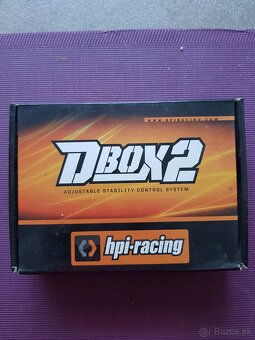 WWW.HPIRACING.COM
DBOX2
ADJUSTABLE STABILITY CONTROL SYSTEM
hpi·racing
Bazos.sk